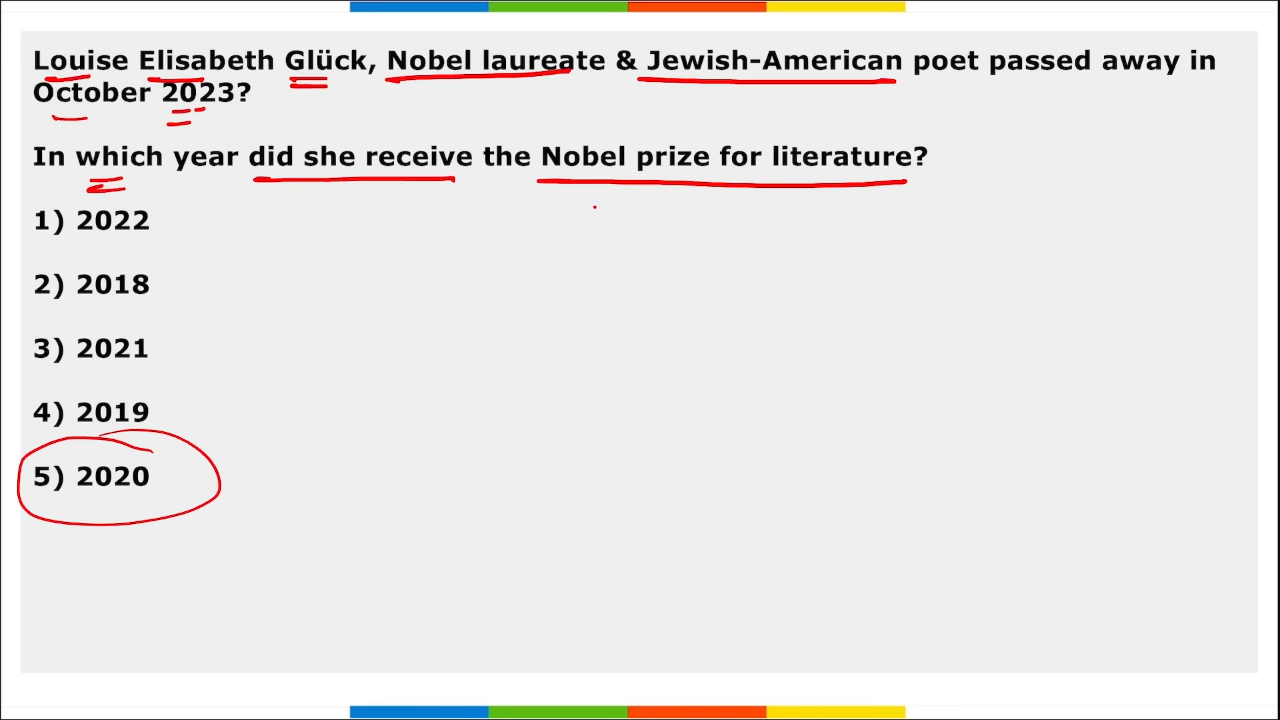 Louise Elisabeth Glück, Nobel laureate & Jewish-American poet passed away in
October 2023?
In which year did she receive the Nobel prize for literature?
1) 2022
2) 2018
3) 2021
4) 2019
5) 2020